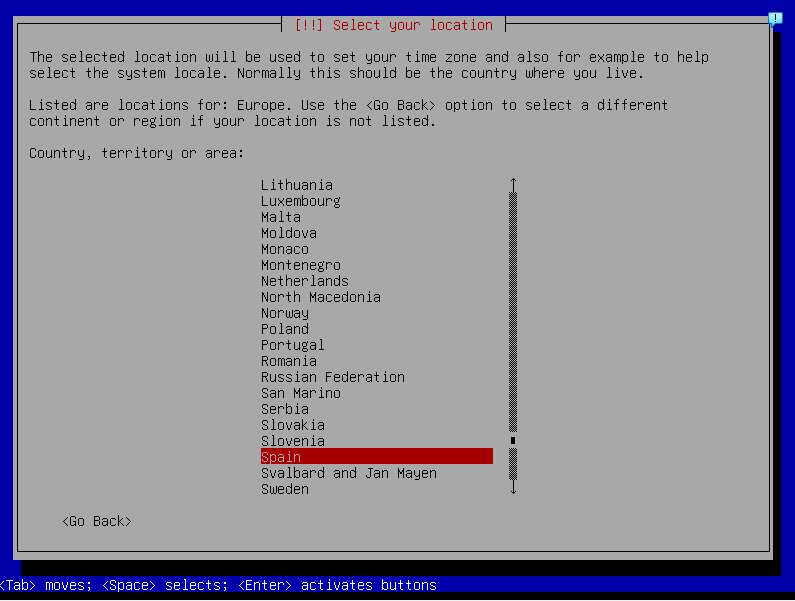 [!!] Select your location
The selected location will be used to set your time zone and also for example to help
select the system locale. Normally this should be the country where you live.
Listed are locations for: Europe. Use the <Go Back> option to select a different
continent or region if your location is not listed.
Country, territory or area:
Lithuania
Luxembourg
Malta
Moldova
Monaco
Montenegro
Netherlands
North Macedonia
Norway
Poland
Portugal
Romania
Russian Federation
San Marino
Serbia
Slovakia
Slovenia
Spain
Svalbard and Jan Mayen
Sweden
<Go Back>
<Tab> moves; <Space> selects; <Enter> activates buttons